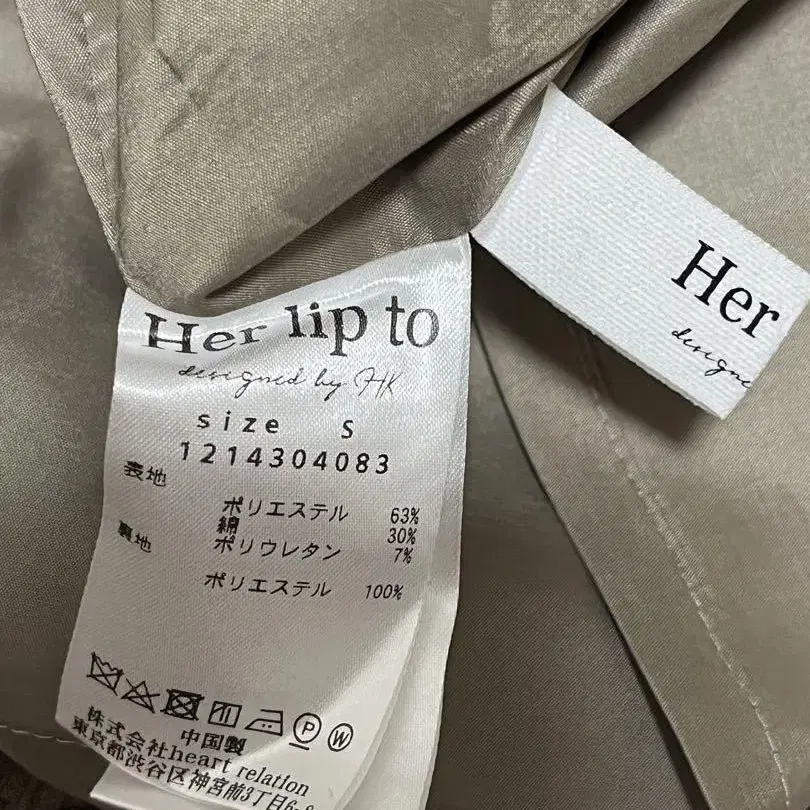 Her lip to
designed by HK
size S
1214304083
表地
ポリエステル 63%
綿 30%
ポリウレタン 7%
裏地
ポリエステル 100%
P W
中国製
株式会社heart relation
東京都渋谷区神宮前3丁目6-
Her
designe